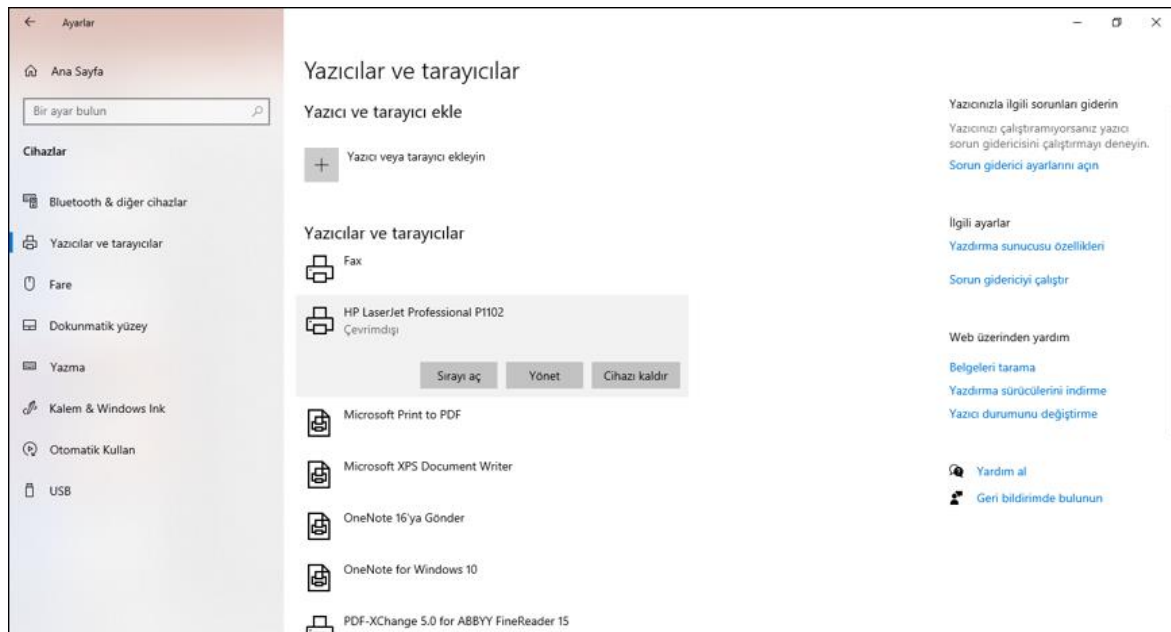 Ayarlar
Ana Sayfa
Bir ayar bulun
Cihazlar
Bluetooth & diğer cihazlar
Yazıcılar ve tarayıcılar
Fare
Dokunmatik yüzey
Yazma
Kalem & Windows Ink
Otomatik Kullan
USB
Yazıcılar ve tarayıcılar
Yazıcı ve tarayıcı ekle
Yazıcı veya tarayıcı ekleyin
Yazıcılar ve tarayıcılar
Fax
HP LaserJet Professional P1102
Çevrimdışı
Sırayı aç
Yönet
Cihazı kaldır
Microsoft Print to PDF
Microsoft XPS Document Writer
OneNote 16'ya Gönder
OneNote for Windows 10
PDF-XChange 5.0 for ABBYY FineReader 15
Yazıcınızla ilgili sorunları giderin
Yazıcınızı çalıştıramıyorsanız yazıcı
sorun gidericisini çalıştırmayı deneyin.
Sorun giderici ayarlarını açın
İlgili ayarlar
Yazdırma sunucusu özellikleri
Sorun gidericiyi çalıştır
Web üzerinden yardım
Belgeleri tarama
Yazdırma sürücülerini indirme
Yazıcı durumunu değiştirme
Yardım al
Geri bildirimde bulunun